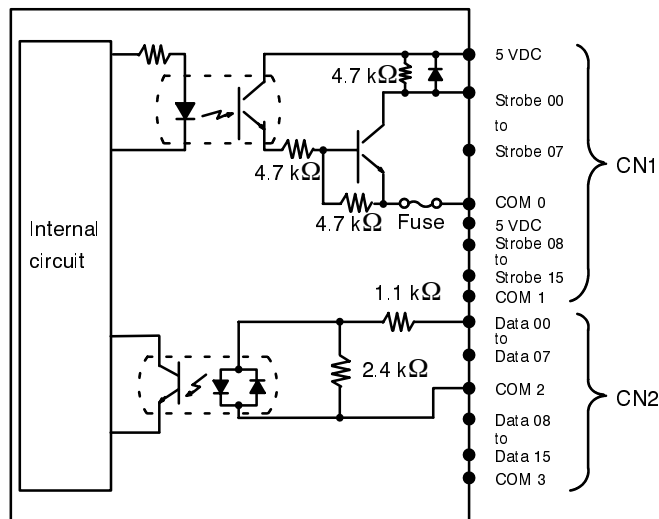 5 VDC
4.7 kΩ
Strobe 00
to
Strobe 07
CN1
4.7 kΩ
COM 0
4.7 kΩ
Fuse
5 VDC
Internal
circuit
Strobe 08
to
Strobe 15
1.1 kΩ
COM 1
Data 00
to
Data 07
2.4 kΩ
COM 2
CN2
Data 08
to
Data 15
COM 3